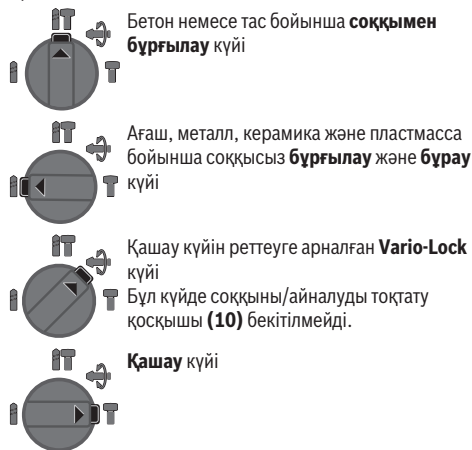 Бетон немесе тас бойынша соққымен
бұрғылау күйі
Ағаш, металл, керамика және пластмасса
бойынша соққысыз бұрғылау және бұрау
күйі
Қашау күйін реттеуге арналған Vario-Lock
күйі
Бұл күйде соққыны/айналуды тоқтату
қосқышы (10) бекітілмейді.
Қашау күйі